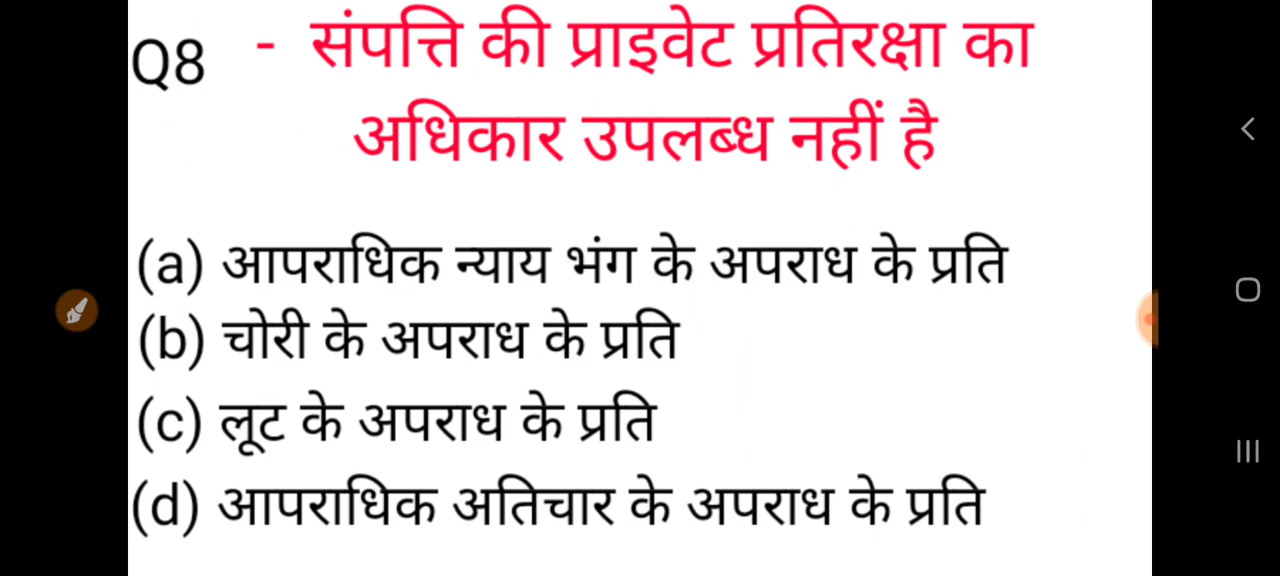 Q8 - संपत्ति की प्राइवेट प्रतिरक्षा का
अधिकार उपलब्ध नहीं है
(a) आपराधिक न्याय भंग के अपराध के प्रति
(b) चोरी के अपराध के प्रति
(c) लूट के अपराध के प्रति
(d) आपराधिक अतिचार के अपराध के प्रति